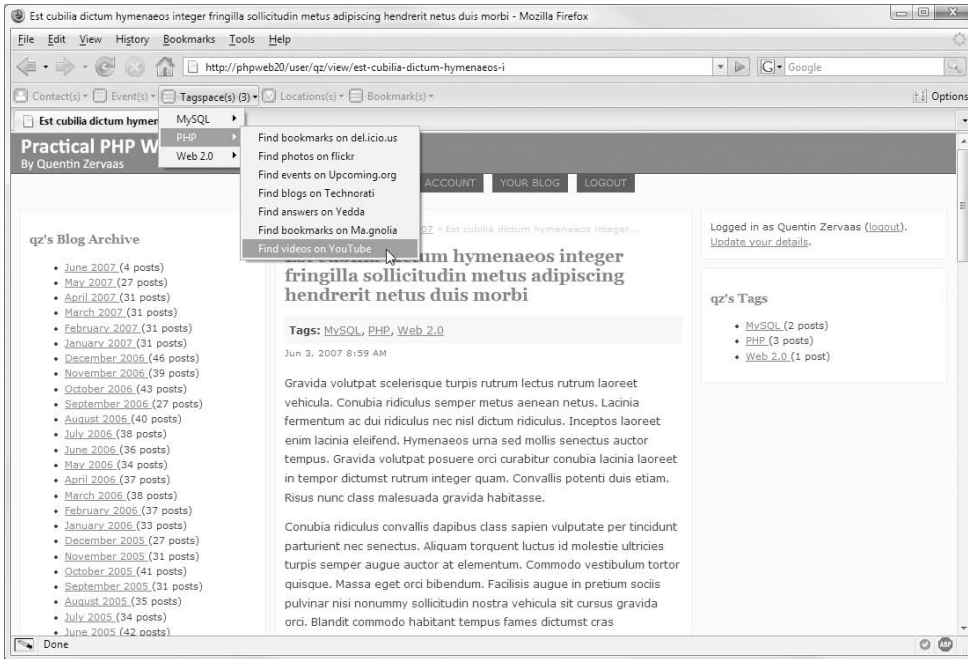 Est cubilia dictum hymenaeos integer fringilla sollicitudin metus adipiscing hendrerit netus duis morbi - Mozilla Firefox
File Edit View History Bookmarks Tools Help
http://phpweb20/user/qz/view/est-cubilia-dictum-hymenaeos-i
G Google
Contact(s) Event(s) Tagspace(s) (3) Locations(s) Bookmark(s) Options
Est cubilia dictum hymer
MySQL
PHP
Web 2.0
Find bookmarks on del.icio.us
Find photos on flickr
Find events on Upcoming.org
Find blogs on Technorati
Find answers on Yedda
Find bookmarks on Ma.gnolia
Find videos on YouTube
Practical PHP W
By Quentin Zervaas
ACCOUNT YOUR BLOG LOGOUT
qz's Blog Archive
June 2007 (4 posts)
May 2007 (27 posts)
April 2007 (31 posts)
March 2007 (31 posts)
February 2007 (31 posts)
January 2007 (31 posts)
December 2006 (46 posts)
November 2006 (39 posts)
October 2006 (43 posts)
September 2006 (27 posts)
August 2006 (40 posts)
July 2006 (38 posts)
June 2006 (36 posts)
May 2006 (34 posts)
April 2006 (37 posts)
March 2006 (38 posts)
February 2006 (37 posts)
January 2006 (33 posts)
December 2005 (27 posts)
November 2005 (31 posts)
October 2005 (41 posts)
September 2005 (31 posts)
August 2005 (35 posts)
July 2005 (34 posts)
June 2005 (42 posts)
07 > Est cubilia dictum hymenaeos integer...
Est cubilia dictum hymenaeos integer
fringilla sollicitudin metus adipiscing
hendrerit netus duis morbi
Tags: MySQL, PHP, Web 2.0
Jun 3, 2007 8:59 AM
Gravida volutpat scelerisque turpis rutrum lectus rutrum laoreet
vehicula. Conubia ridiculus semper metus aenean netus. Lacinia
fermentum ac dui ridiculus nec nisl dictum ridiculus. Inceptos laoreet
enim lacinia eleifend. Hymenaeos urna sed mollis senectus auctor
tempus. Gravida volutpat posuere orci curabitur conubia lacinia laoreet
in tempor dictumst rutrum integer quam. Convallis potenti duis etiam.
Risus nunc class malesuada gravida habitasse.
Conubia ridiculus convallis dapibus class sapien vulputate per tincidunt
parturient nec senectus. Aliquam torquent luctus id molestie ultricies
turpis semper augue auctor at elementum. Commodo vestibulum tortor
quisque. Massa eget orci bibendum. Facilisis augue in pretium sociis
pulvinar nisi nonummy sollicitudin nostra vehicula sit cursus gravida
orci. Blandit commodo habitant tempus fames dictumst cras
Logged in as Quentin Zervaas (logout).
Update your details.
qz's Tags
MySQL (2 posts)
PHP (3 posts)
Web 2.0 (1 post)
Done
ABP